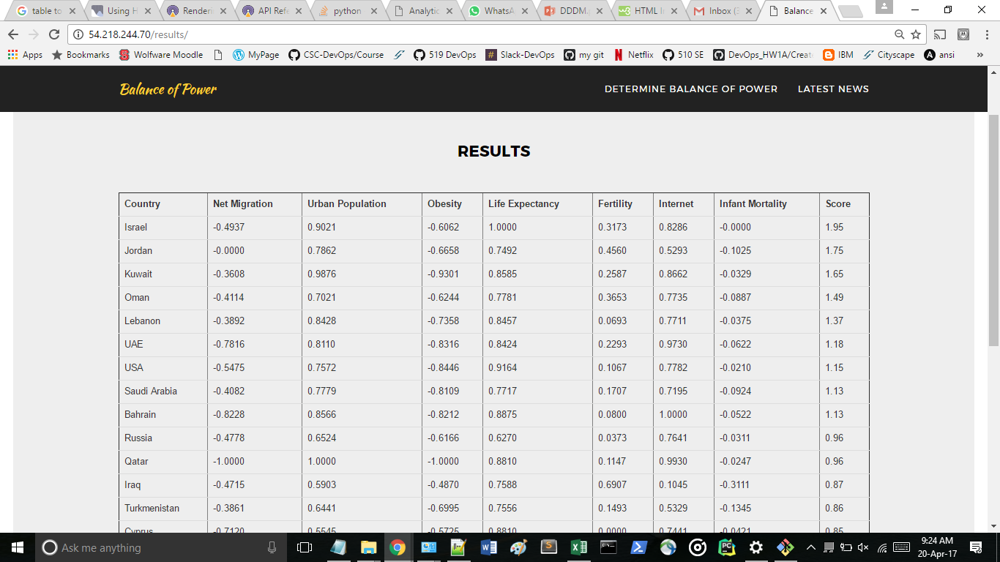 table to Using H Renderi API Refe python Analytic WhatsA DDDM. HTML I Inbox (3 Balance
54.218.244.70/results/
Apps Bookmarks Wolfware Moodle MyPage CSC-DevOps/Course 519 DevOps Slack-DevOps my git Netflix 510 SE DevOps_HW1A/Creat IBM Cityscape ansi »
Balance of Power DETERMINE BALANCE OF POWER LATEST NEWS
RESULTS
Country Net Migration Urban Population Obesity Life Expectancy Fertility Internet Infant Mortality Score
Israel -0.4937 0.9021 -0.6062 1.0000 0.3173 0.8286 -0.0000 1.95
Jordan -0.0000 0.7862 -0.6658 0.7492 0.4560 0.5293 -0.1025 1.75
Kuwait -0.3608 0.9876 -0.9301 0.8585 0.2587 0.8662 -0.0329 1.65
Oman -0.4114 0.7021 -0.6244 0.7781 0.3653 0.7735 -0.0887 1.49
Lebanon -0.3892 0.8428 -0.7358 0.8457 0.0693 0.7711 -0.0375 1.37
UAE -0.7816 0.8110 -0.8316 0.8424 0.2293 0.9730 -0.0622 1.18
USA -0.5475 0.7572 -0.8446 0.9164 0.1067 0.7782 -0.0210 1.15
Saudi Arabia -0.4082 0.7779 -0.8109 0.7717 0.1707 0.7195 -0.0924 1.13
Bahrain -0.8228 0.8566 -0.8212 0.8875 0.0800 1.0000 -0.0522 1.13
Russia -0.4778 0.6524 -0.6166 0.6270 0.0373 0.7641 -0.0311 0.96
Qatar -1.0000 1.0000 -1.0000 0.8810 0.1147 0.9930 -0.0247 0.96
Iraq -0.4715 0.5903 -0.4870 0.7588 0.6907 0.1045 -0.3111 0.87
Turkmenistan -0.3861 0.6441 -0.6995 0.7556 0.1493 0.5329 -0.1345 0.86
Cyprus -0.7120 0.5545 -0.5725 0.8810 0.0000 0.7441 -0.0421 0.85
Ask me anything 9:24 AM
20-Apr-17